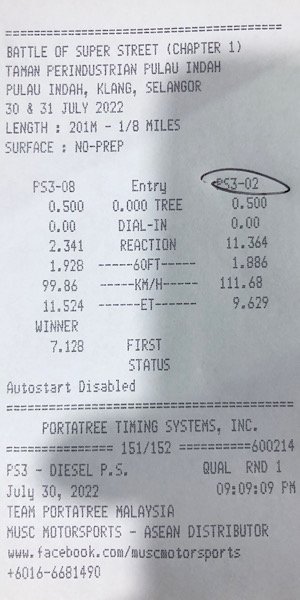 ==============================
BATTLE OF SUPER STREET (CHAPTER 1)
TAMAN PERINDUSTRIAN PULAU INDAH
PULAU INDAH, KLANG, SELANGOR
30 & 31 JULY 2022
LENGTH : 201M - 1/8 MILES
SURFACE : NO-PREP
PS3-08 Entry PS3-02
0.500 0.000 TREE 0.500
0.00 DIAL-IN 0.00
2.341 REACTION 11.364
1.928 -----60FT----- 1.886
99.86 -----KM/H----- 111.68
11.524 ------ET------ 9.629
WINNER
7.128 FIRST
STATUS
Autostart Disabled
==============================
PORTATREE TIMING SYSTEMS, INC.
=============== 151/152 ==========600214
PS3 - DIESEL P.S. QUAL RND 1
July 30, 2022 09:09:09 PM
TEAM PORTATREE MALAYSIA
MUSC MOTORSPORTS - ASEAN DISTRIBUTOR
www.facebook.com/muscmotorsports
+6016-6681490